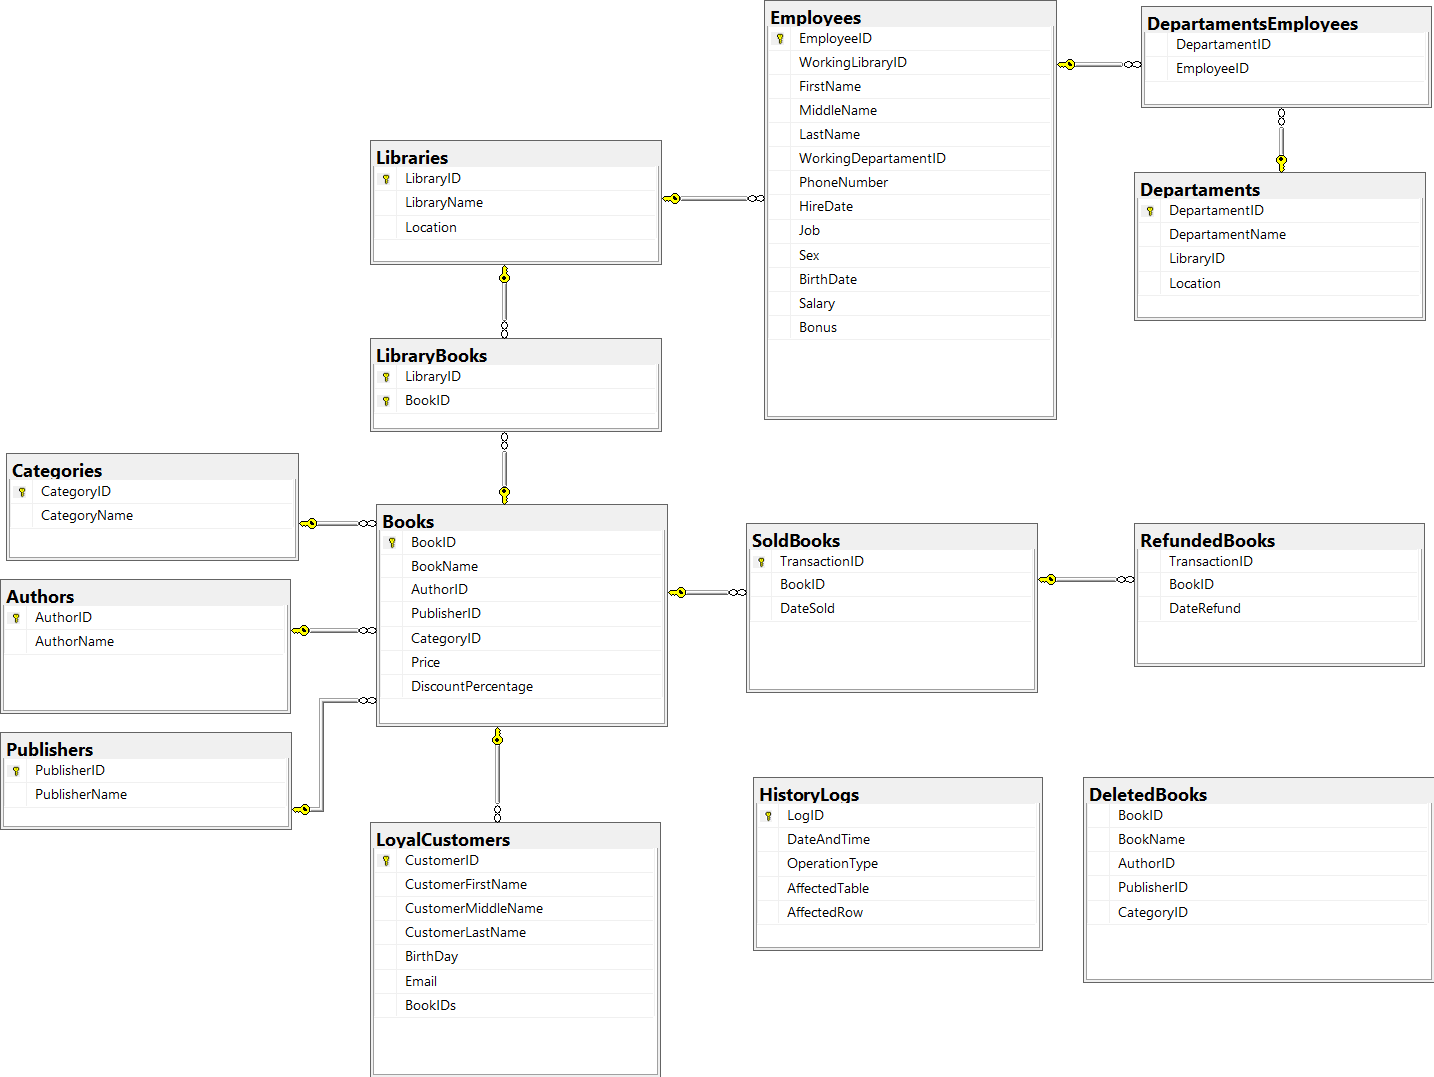 Employees
EmployeeID
WorkingLibraryID
FirstName
MiddleName
LastName
WorkingDepartamentID
PhoneNumber
HireDate
Job
Sex
BirthDate
Salary
Bonus
DepartamentsEmployees
DepartamentID
EmployeeID
Libraries
LibraryID
LibraryName
Location
Departaments
DepartamentID
DepartamentName
LibraryID
Location
LibraryBooks
LibraryID
BookID
Categories
CategoryID
CategoryName
Books
BookID
BookName
AuthorID
PublisherID
CategoryID
Price
DiscountPercentage
SoldBooks
TransactionID
BookID
DateSold
RefundedBooks
TransactionID
BookID
DateRefund
Authors
AuthorID
AuthorName
Publishers
PublisherID
PublisherName
LoyalCustomers
CustomerID
CustomerFirstName
CustomerMiddleName
CustomerLastName
BirthDay
Email
BookIDs
HistoryLogs
LogID
DateAndTime
OperationType
AffectedTable
AffectedRow
DeletedBooks
BookID
BookName
AuthorID
PublisherID
CategoryID